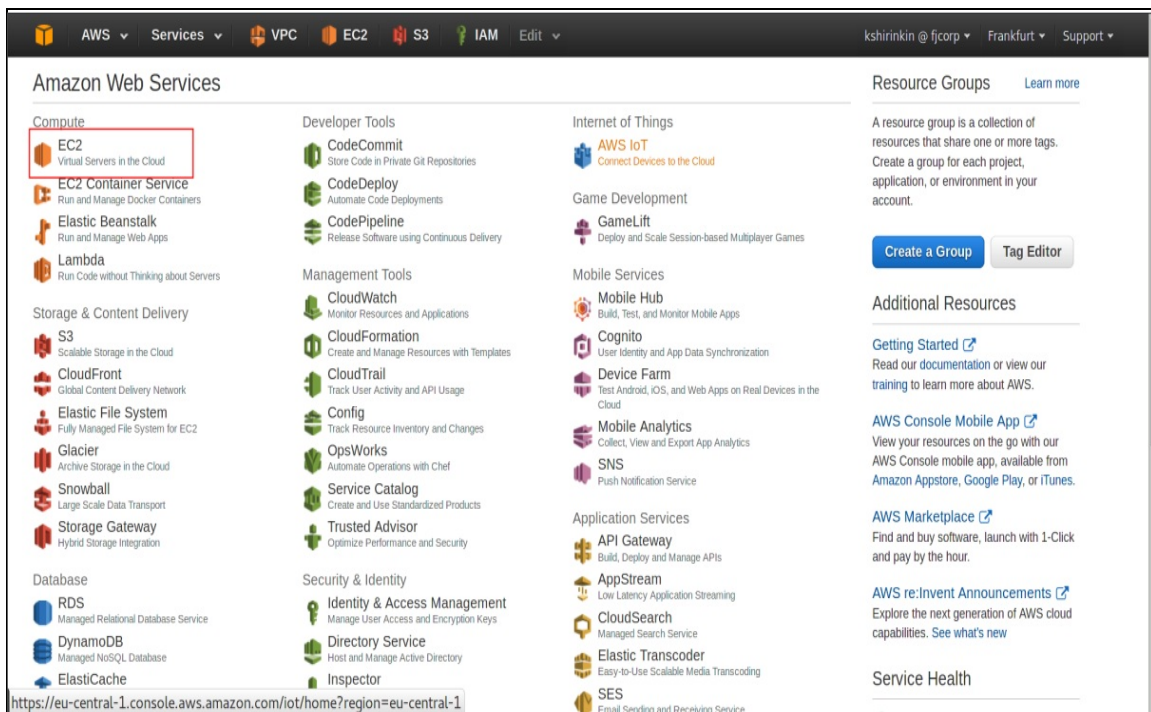 AWS Services VPC EC2 S3 IAM Edit kshirinkin @ fjcorp Frankfurt Support
Amazon Web Services
Compute
EC2
Virtual Servers in the Cloud
EC2 Container Service
Run and Manage Docker Containers
Elastic Beanstalk
Run and Manage Web Apps
Lambda
Run Code without Thinking about Servers
Storage & Content Delivery
S3
Scalable Storage in the Cloud
CloudFront
Global Content Delivery Network
Elastic File System
Fully Managed File System for EC2
Glacier
Archive Storage in the Cloud
Snowball
Large Scale Data Transport
Storage Gateway
Hybrid Storage Integration
Database
RDS
Managed Relational Database Service
DynamoDB
Managed NoSQL Database
ElastiCache
https://eu-central-1.console.aws.amazon.com/iot/home?region=eu-central-1
Developer Tools
CodeCommit
Store Code in Private Git Repositories
CodeDeploy
Automate Code Deployments
CodePipeline
Release Software using Continuous Delivery
Management Tools
CloudWatch
Monitor Resources and Applications
CloudFormation
Create and Manage Resources with Templates
CloudTrail
Track User Activity and API Usage
Config
Track Resource Inventory and Changes
OpsWorks
Automate Operations with Chef
Service Catalog
Create and Use Standardized Products
Trusted Advisor
Optimize Performance and Security
Security & Identity
Identity & Access Management
Manage User Access and Encryption Keys
Directory Service
Host and Manage Active Directory
Inspector
Internet of Things
AWS IoT
Connect Devices to the Cloud
Game Development
GameLift
Deploy and Scale Session-based Multiplayer Games
Mobile Services
Mobile Hub
Build, Test, and Monitor Mobile Apps
Cognito
User Identity and App Data Synchronization
Device Farm
Test Android, iOS, and Web Apps on Real Devices in the
Cloud
Mobile Analytics
Collect, View and Export App Analytics
SNS
Push Notification Service
Application Services
API Gateway
Build, Deploy and Manage APIs
AppStream
Low Latency Application Streaming
CloudSearch
Managed Search Service
Elastic Transcoder
Easy-to-Use Scalable Media Transcoding
SES
Email Sending and Receiving Service
Resource Groups Learn more
A resource group is a collection of
resources that share one or more tags.
Create a group for each project,
application, or environment in your
account.
Create a Group Tag Editor
Additional Resources
Getting Started
Read our documentation or view our
training to learn more about AWS.
AWS Console Mobile App
View your resources on the go with our
AWS Console mobile app, available from
Amazon Appstore, Google Play, or iTunes.
AWS Marketplace
Find and buy software, launch with 1-Click
and pay by the hour.
AWS re:Invent Announcements
Explore the next generation of AWS cloud
capabilities. See what's new
Service Health